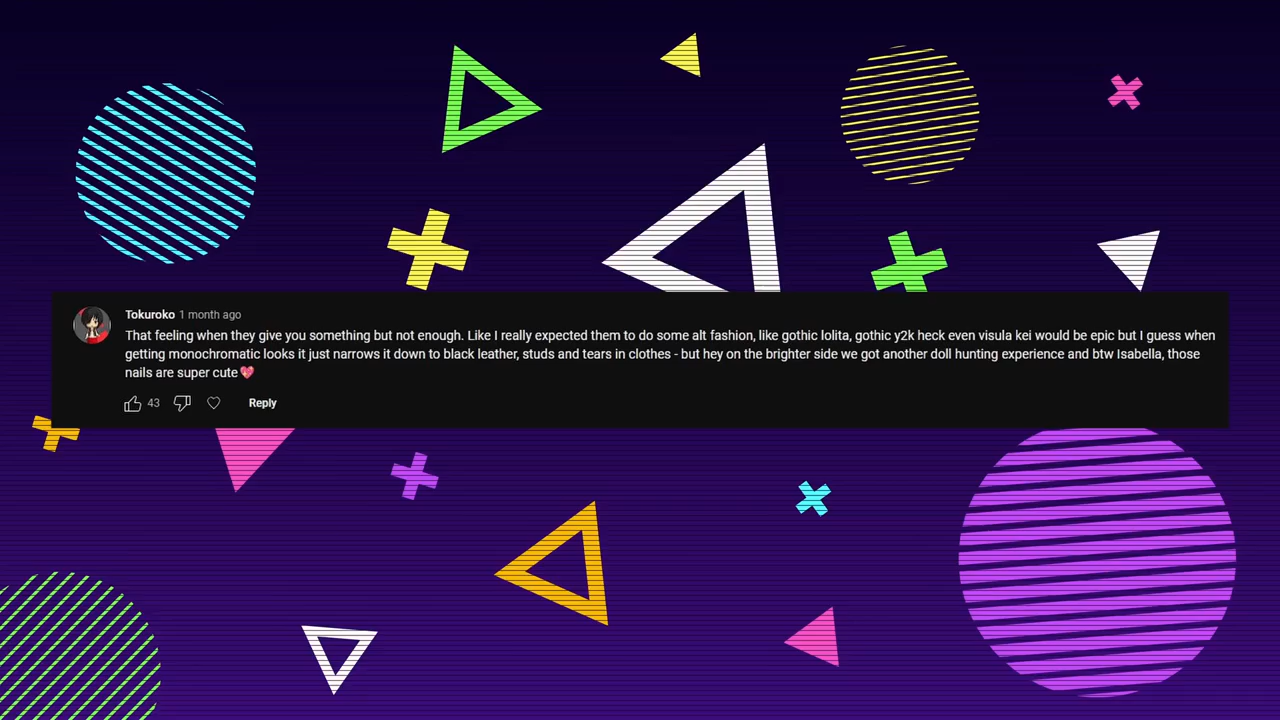 Tokuroko 1 month ago
That feeling when they give you something but not enough. Like I really expected them to do some alt fashion, like gothic lolita, gothic y2k heck even visula kei would be epic but I guess when
getting monochromatic looks it just narrows it down to black leather, studs and tears in clothes - but hey on the brighter side we got another doll hunting experience and btw Isabella, those
nails are super cute💖
43 Reply